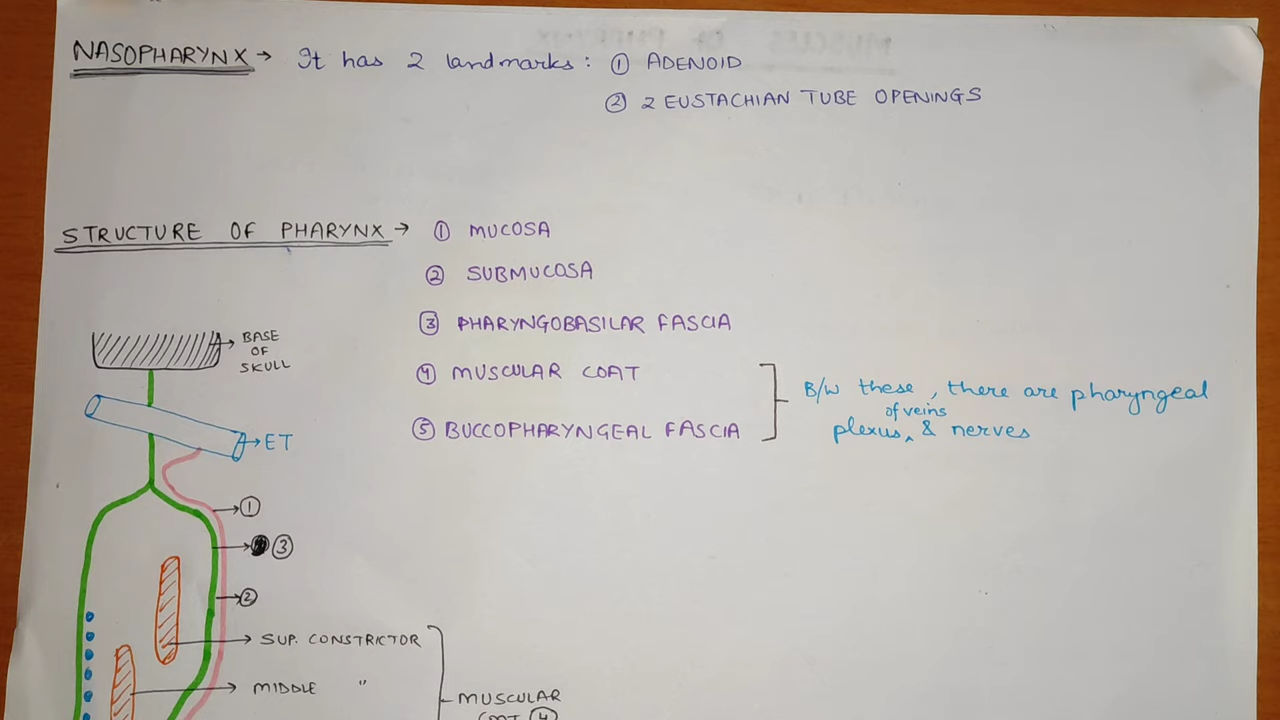 NASOPHARYNX → It has 2 landmarks: ① ADENOID
② 2 EUSTACHIAN TUBE OPENINGS
STRUCTURE OF PHARYNX → ① MUCOSA
② SUBMUCOSA
③ PHARYNGOBASILAR FASCIA
④ MUSCULAR COAT
⑤ BUCCOPHARYNGEAL FASCIA
B/W these, there are pharyngeal
plexus of veins & nerves
BASE
OF
SKULL
ET
①
③
②
SUP. CONSTRICTOR
MIDDLE "
MUSCULAR
COAT ④